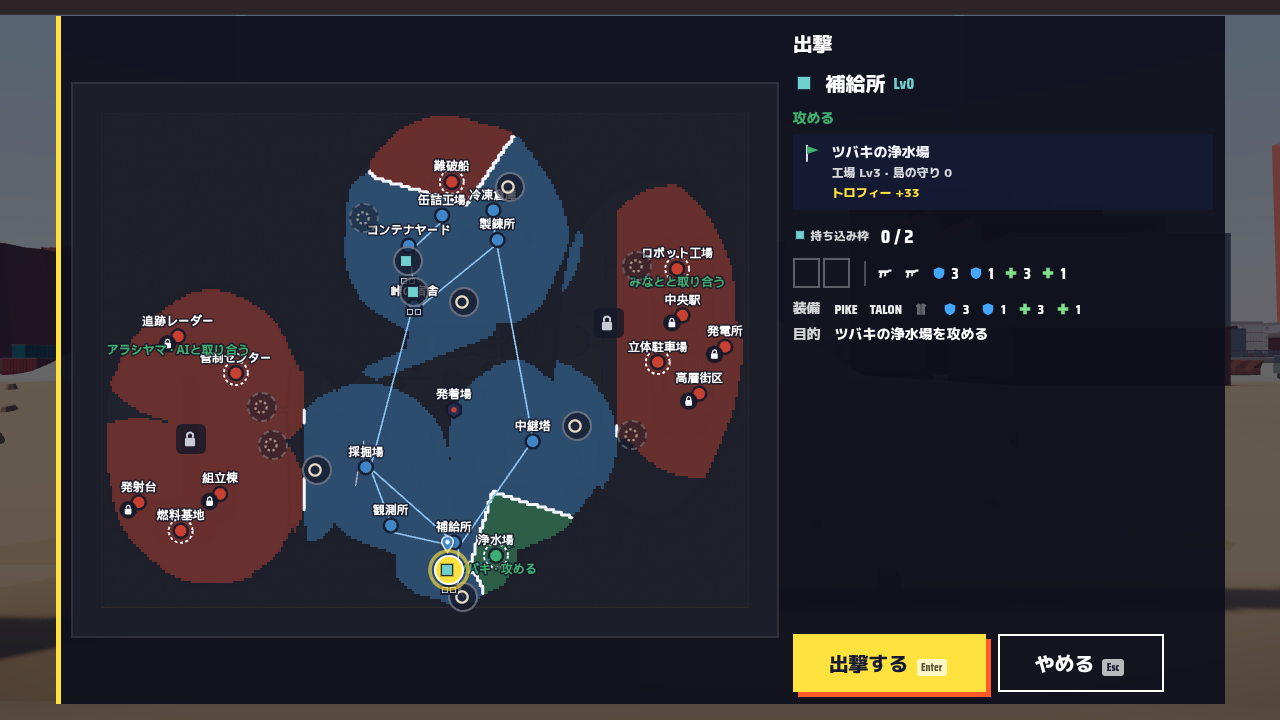 出撃
補給所 Lv0
攻める
ツバキの浄水場
工場 Lv3・島の守り 0
トロフィー +33
持ち込み枠 0 / 2
3 1 3 1
装備 PIKE TALON 3 1 3 1
目的 ツバキの浄水場を攻める
出撃する Enter
やめる Esc
難破船
缶詰工場
製錬所
コンテナヤード
ロボット工場
みなとと取り合う
中央駅
追跡レーダー
発電所
アラシヤマ・AIと取り合う
立体駐車場
高層街区
発着場
中継塔
採掘場
組立棟
発射台
燃料基地
観測所
補給所
浄水場
攻める